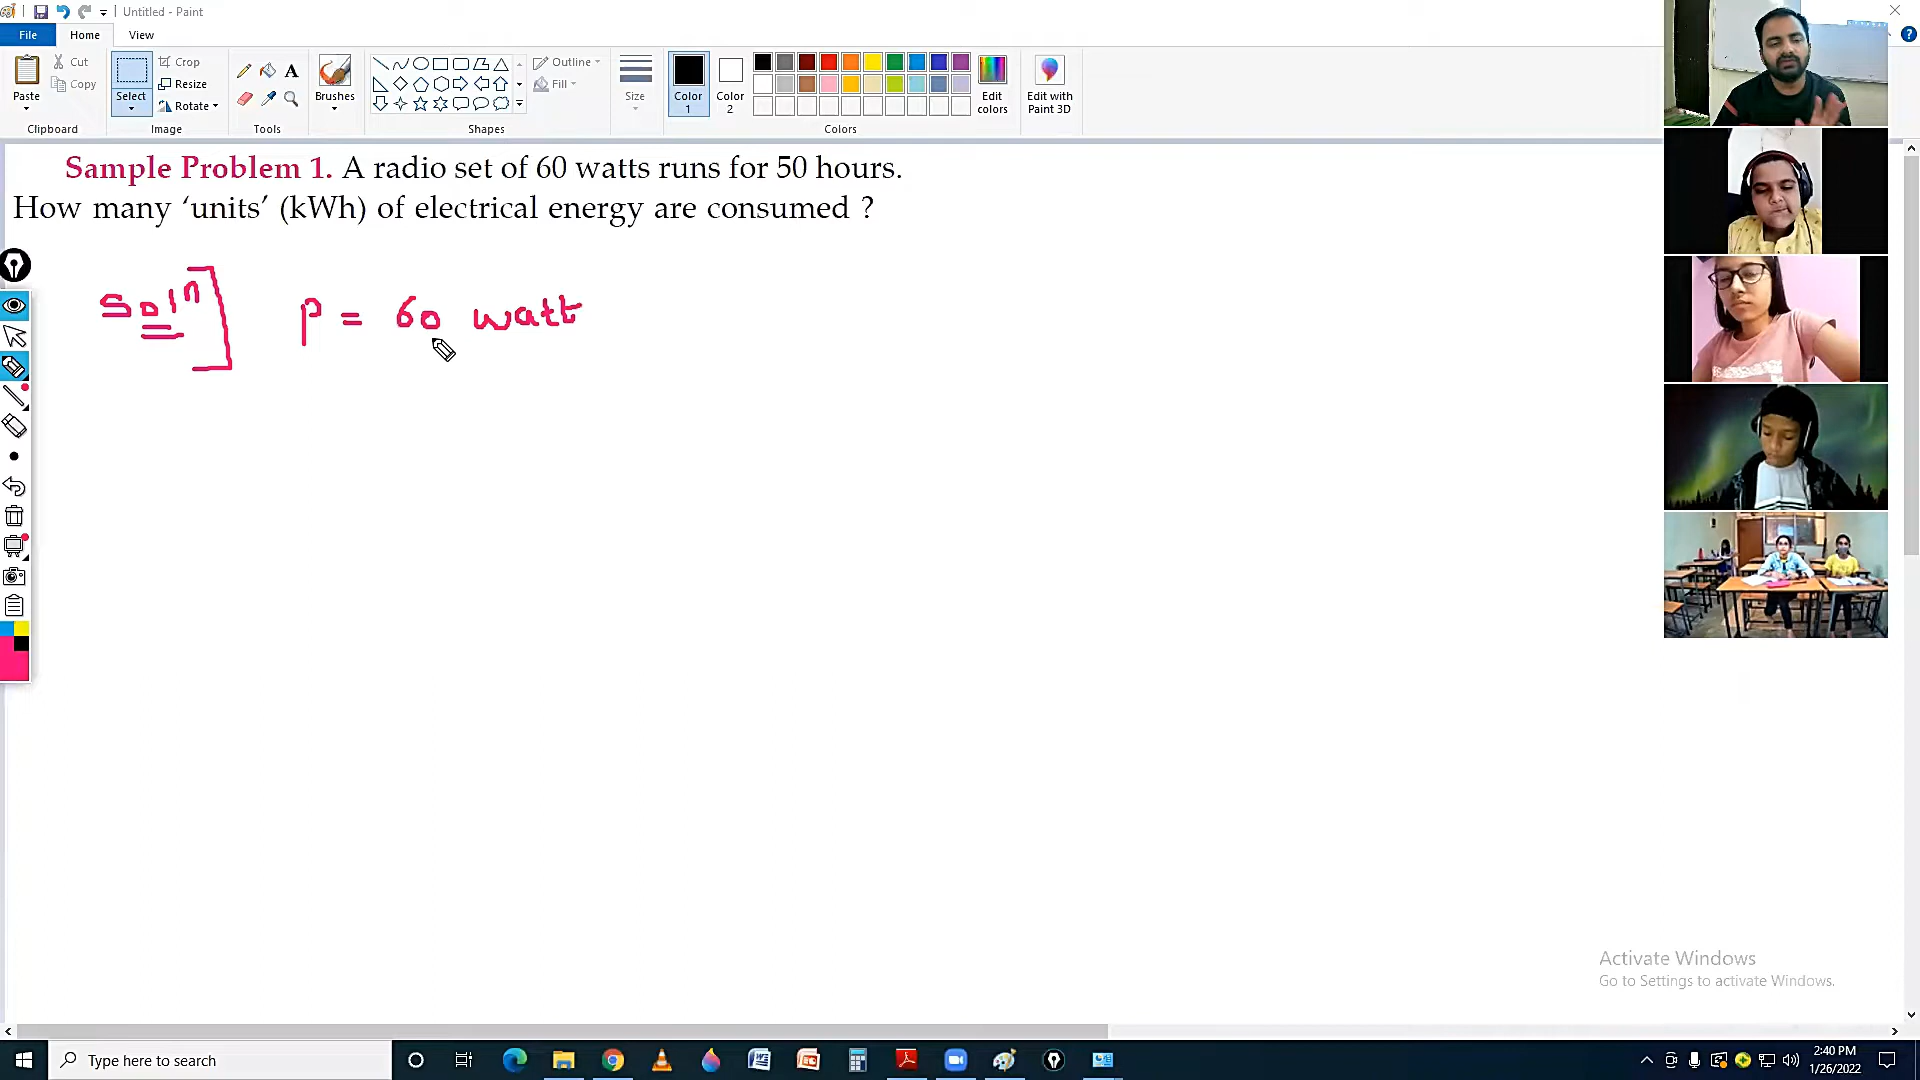 Untitled - Paint
File Home View
Paste
Cut
Copy
Clipboard
Select
Crop
Resize
Rotate
Image
A
Tools
Brushes
Outline
Fill
Shapes
Size
Color 1
Color 2
Edit colors
Colors
Edit with Paint 3D
Sample Problem 1. A radio set of 60 watts runs for 50 hours.
How many ‘units’ (kWh) of electrical energy are consumed ?
Soln] P = 60 watt
Activate Windows
Go to Settings to activate Windows.
Type here to search
2:40 PM
1/26/2022